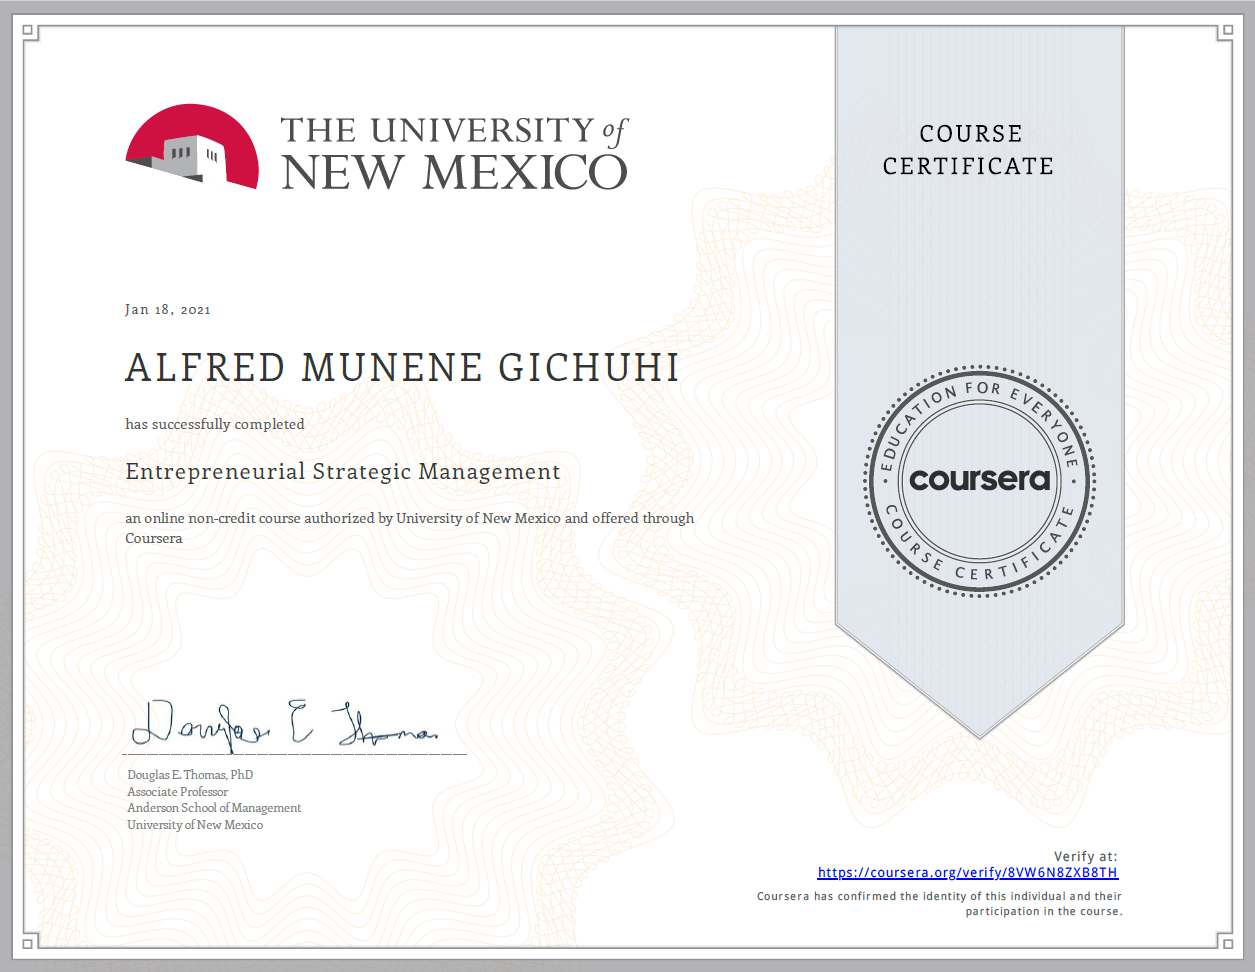 THE UNIVERSITY of
NEW MEXICO
COURSE
CERTIFICATE
Jan 18, 2021
ALFRED MUNENE GICHUHI
has successfully completed
Entrepreneurial Strategic Management
an online non-credit course authorized by University of New Mexico and offered through
Coursera
EDUCATION FOR EVERYONE
coursera
COURSE CERTIFICATE
Douglas E Thomas
Douglas E. Thomas, PhD
Associate Professor
Anderson School of Management
University of New Mexico
Verify at:
https://coursera.org/verify/8VW6N8ZXB8TH
Coursera has confirmed the identity of this individual and their
participation in the course.